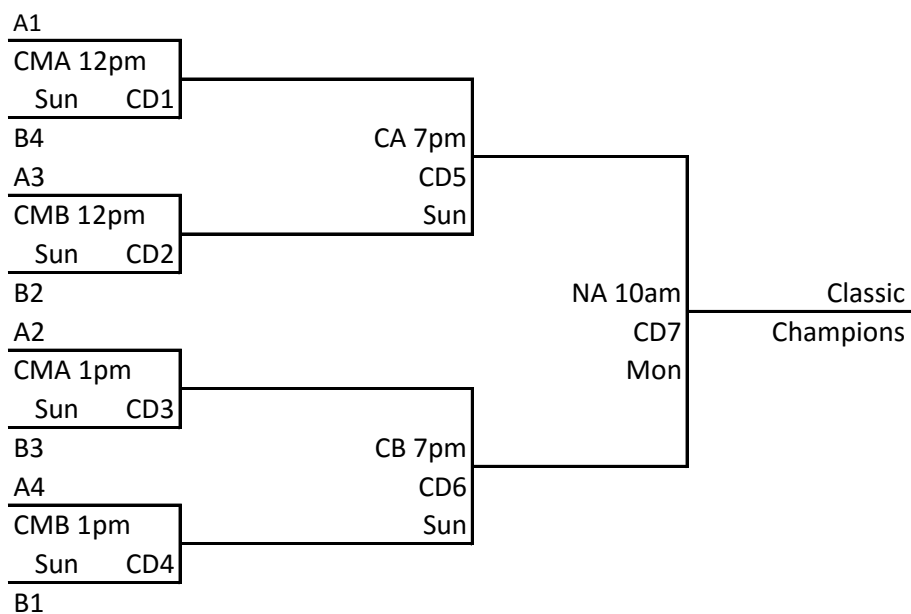 A1
CMA 12pm
Sun CD1
B4
CA 7pm
A3
CD5
CMB 12pm
Sun
Sun CD2
B2
NA 10am
Classic
A2
CD7
Champions
CMA 1pm
Mon
Sun CD3
B3
CB 7pm
A4
CD6
CMB 1pm
Sun
Sun CD4
B1